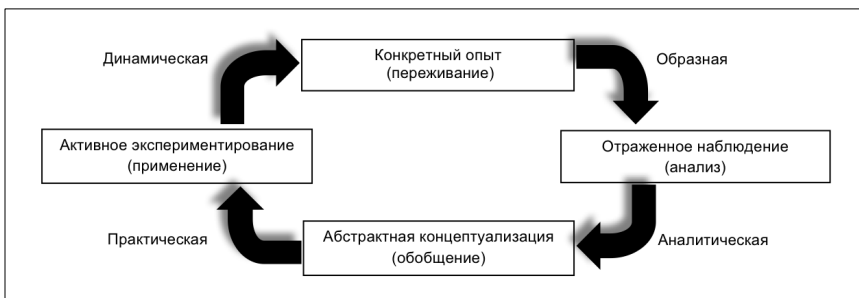 Динамическая
Конкретный опыт
(переживание)
Образная
Активное экспериментирование
(применение)
Отраженное наблюдение
(анализ)
Практическая
Абстрактная концептуализация
(обобщение)
Аналитическая